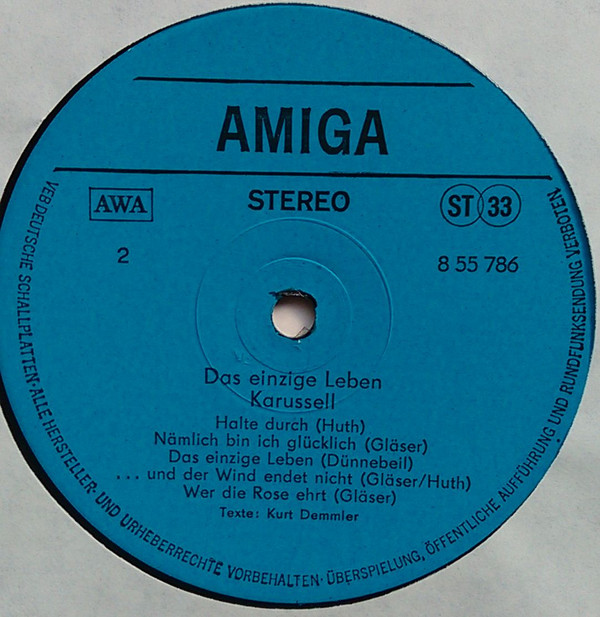 AMIGA
AWA
STEREO
ST 33
2
8 55 786
Das einzige Leben
Karussell
Halte durch (Huth)
Nämlich bin ich glücklich (Gläser)
Das einzige Leben (Dünnebeil)
... und der Wind endet nicht (Gläser/Huth)
Wer die Rose ehrt (Gläser)
Texte: Kurt Demmler
VEB DEUTSCHE SCHALLPLATTEN · ALLE HERSTELLER- UND URHEBERRECHTE VORBEHALTEN · ÜBERSPIELUNG, ÖFFENTLICHE AUFFÜHRUNG UND RUNDFUNKSENDUNG VERBOTEN